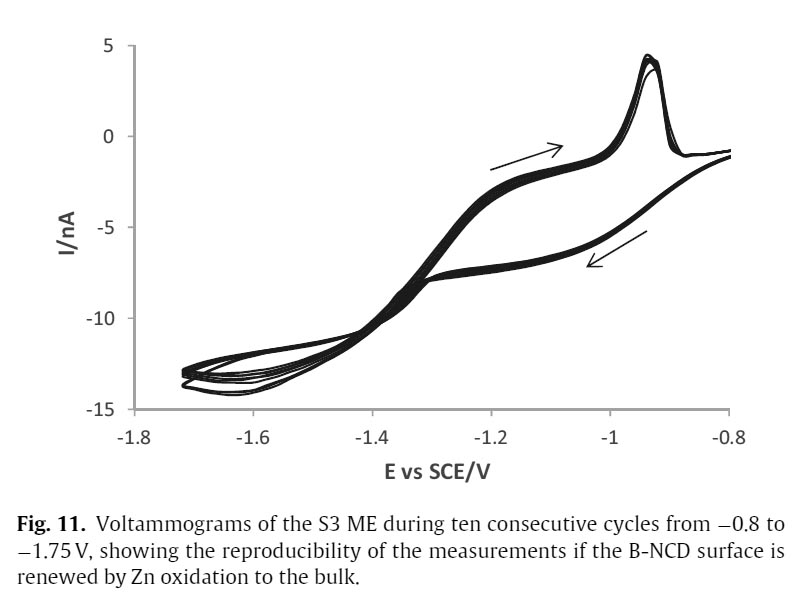 5
0
-5
-10
-15
I/nA
-1.8 -1.6 -1.4 -1.2 -1 -0.8
E vs SCE/V
Fig. 11. Voltammograms of the S3 ME during ten consecutive cycles from −0.8 to
−1.75 V, showing the reproducibility of the measurements if the B-NCD surface is
renewed by Zn oxidation to the bulk.